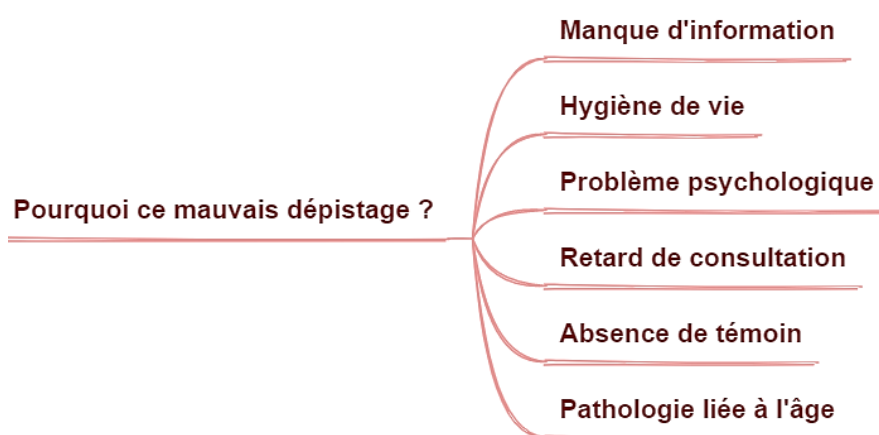 Manque d'information
Hygiène de vie
Problème psychologique
Pourquoi ce mauvais dépistage ?
Retard de consultation
Absence de témoin
Pathologie liée à l'âge